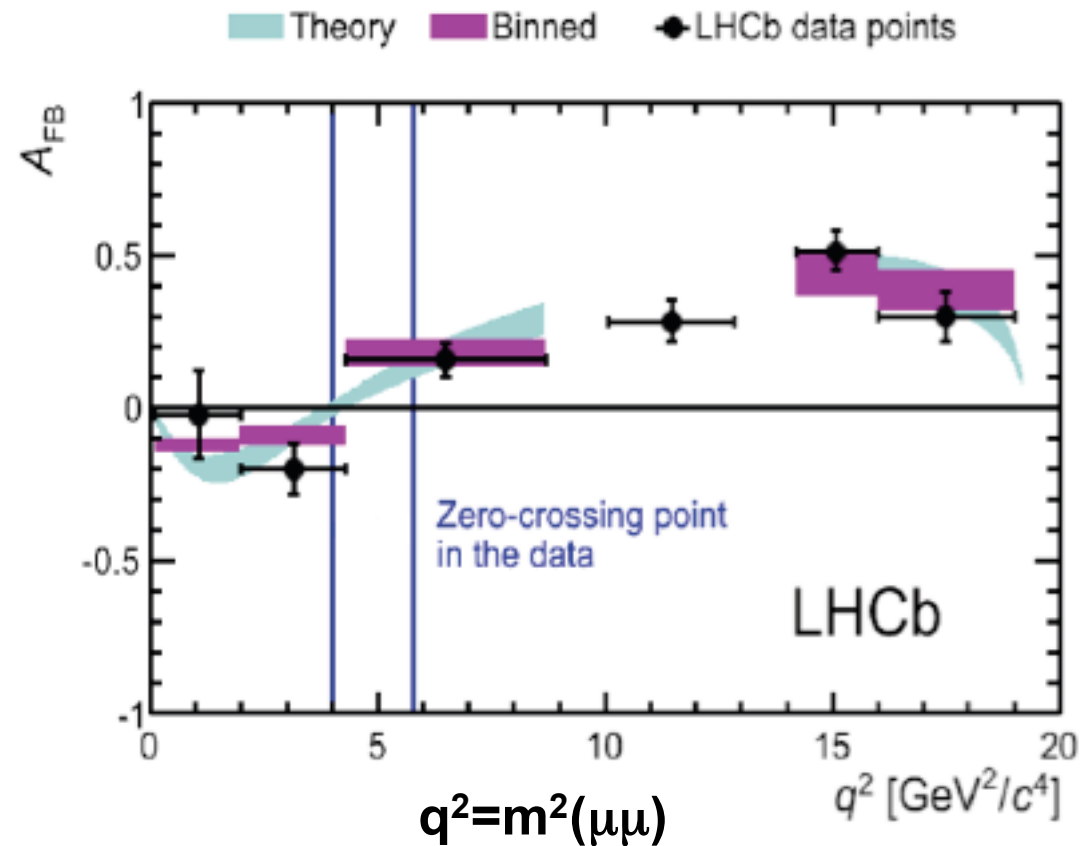 Theory Binned LHCb data points
A_FB
1
0.5
0
-0.5
-1
Zero-crossing point
in the data
LHCb
0 5 10 15 20
q² [GeV²/c⁴]
q²=m²(μμ)